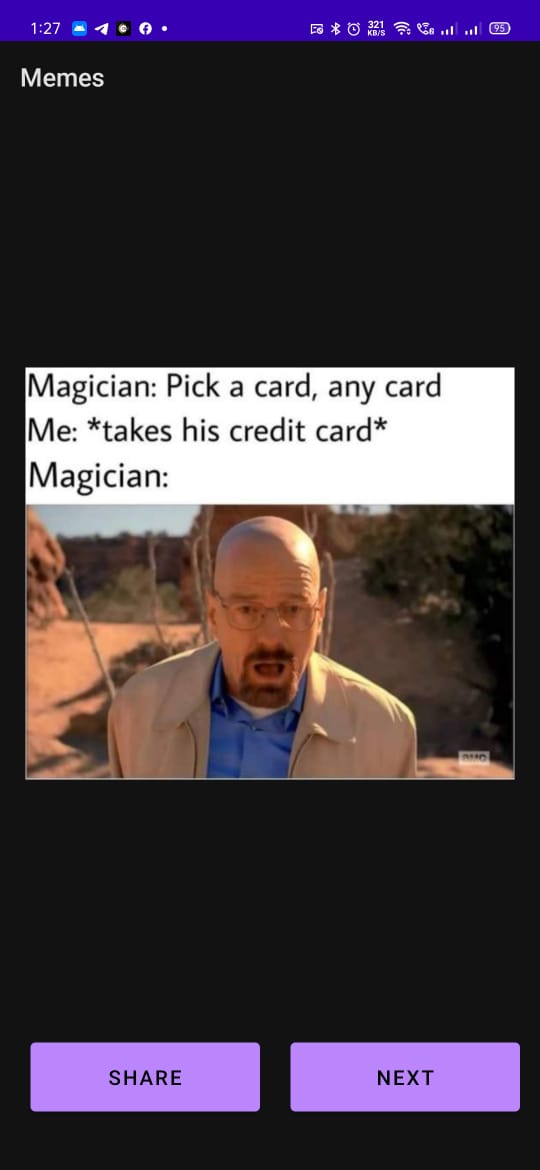 1:27
321
KB/S
95
Memes
Magician: Pick a card, any card
Me: *takes his credit card*
Magician:
AMC
SHARE
NEXT